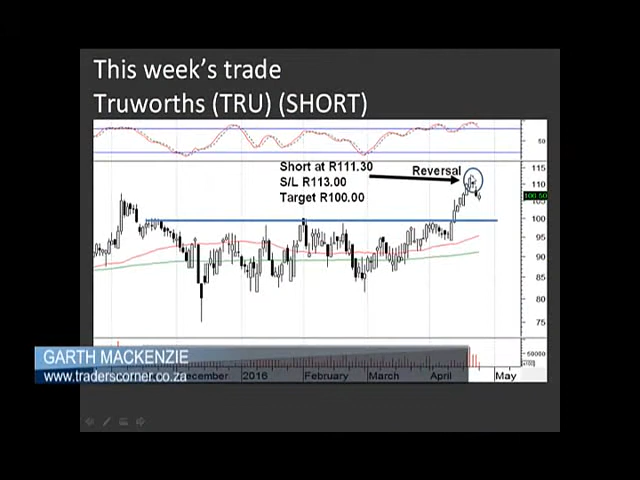 This week's trade
Truworths (TRU) (SHORT)
50
Short at R111.30
S/L R113.00
Target R100.00
Reversal
115
110
105
100
95
90
85
80
75
GARTH MACKENZIE
www.traderscorner.co.za
50000
2016
February
March
April
May